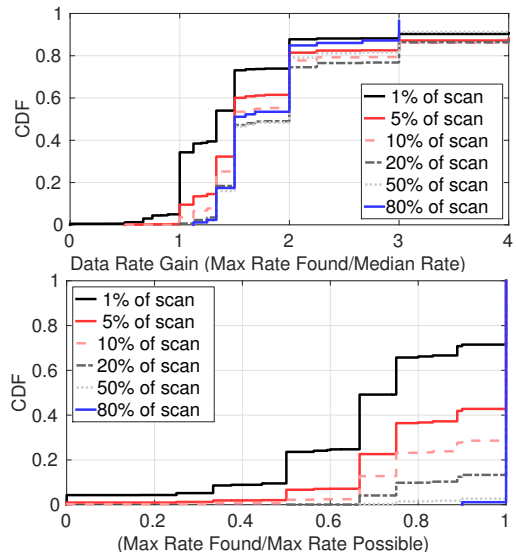 1
0.8
0.6
0.4
0.2
0
CDF
1% of scan
5% of scan
10% of scan
20% of scan
50% of scan
80% of scan
0 1 2 3 4
Data Rate Gain (Max Rate Found/Median Rate)
1
0.8
0.6
0.4
0.2
0
CDF
1% of scan
5% of scan
10% of scan
20% of scan
50% of scan
80% of scan
0 0.2 0.4 0.6 0.8 1
(Max Rate Found/Max Rate Possible)